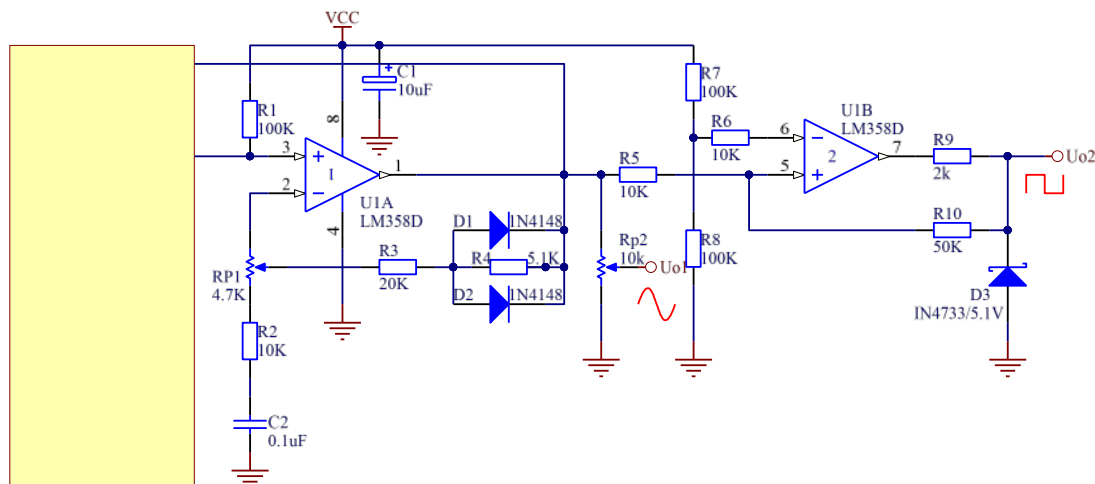 VCC
C1
10uF
R1
100K
8
3
+
2
−
1
1
4
U1A
LM358D
RP1
4.7K
R2
10K
C2
0.1uF
R3
20K
D1
1N4148
R4
5.1K
D2
1N4148
R5
10K
Rp2
10k
Uo1
R7
100K
R6
10K
R8
100K
U1B
LM358D
6
−
5
+
2
7
R9
2k
Uo2
R10
50K
D3
IN4733/5.1V